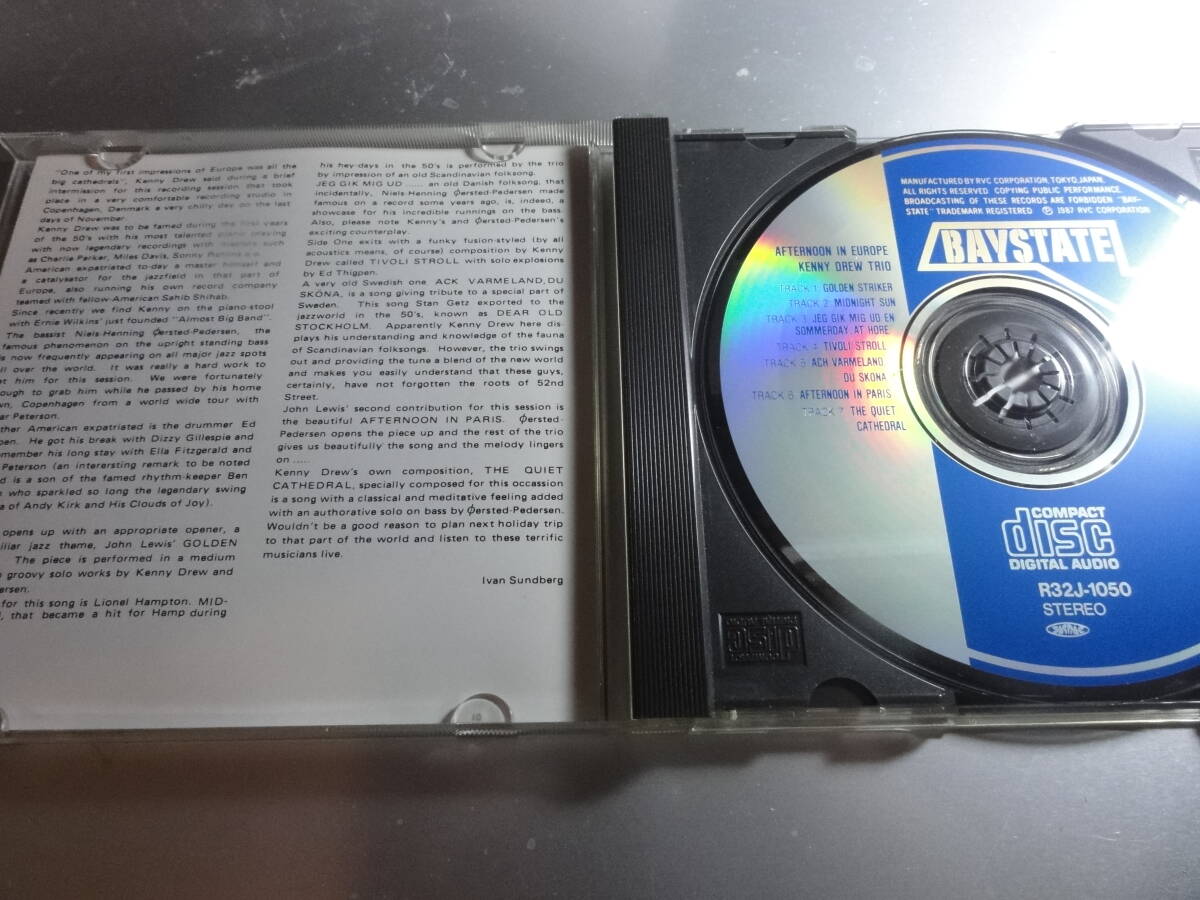 "One of my first impressions of Europe was all the
big cathedrals", Kenny Drew said during a brief
intermission for this recording session that took
place in a very comfortable recording studio in
Copenhagen, Denmark a very chilly day on the last
days of November.
Kenny Drew was to be famed during the first years
of the 50's with his most talented piano playing
with now legendary recordings with masters such
as Charlie Parker, Miles Davis, Sonny Rollins
American expatriated to-day a master himself and
a catalysator for the jazzfield in that part of
Europe, also running his own record company
teamed with fellow-American Sahib Shihab.
Since recently we find Kenny on the piano-stool
with Ernie Wilkins' just founded "Almost Big Band".
The bassist Niels-Henning Ørsted-Pedersen, the
famous phenomenon on the upright standing bass
is now frequently appearing on all major jazz spots
all over the world. It was really a hard work to
at him for this session. We were fortunately
ough to grab him while he passed by his home
wn, Copenhagen from a world wide tour with
ar Peterson.
ther American expatriated is the drummer Ed
pen. He got his break with Dizzy Gillespie and
member his long stay with Ella Fitzgerald and
Peterson (an interersting remark to be noted
d is a son of the famed rhythm-keeper Ben
n who sparkled so long the legendary swing
a of Andy Kirk and His Clouds of Joy).
opens up with an appropriate opener, a
iliar jazz theme, John Lewis' GOLDEN
The piece is performed in a medium
groovy solo works by Kenny Drew and
ersen.
for this song is Lionel Hampton. MID-
, that became a hit for Hamp during
his hey-days in the 50's is performed by the trio
by impression of an old Scandinavian folksong.
JEG GIK MIG UD ...... an old Danish folksong, that
incidentally, Niels-Henning Ørsted-Pedersen made
famous on a record some years ago, is, indeed, a
showcase for his incredible runnings on the bass.
Also, please note Kenny's and Ørsted-Pedersen's
exciting counterplay.
Side One exits with a funky fusion-styled (by all
acoustics means, of course) composition by Kenny
Drew called TIVOLI STROLL with solo explosions
by Ed Thigpen.
A very old Swedish one, ACK VARMELAND, DU
SKÖNA, is a song giving tribute to a special part of
Sweden. This song Stan Getz exported to the
jazzworld in the 50's, known as DEAR OLD
STOCKHOLM. Apparently Kenny Drew here dis-
plays his understanding and knowledge of the fauna
of Scandinavian folksongs. However, the trio swings
out and providing the tune a blend of the new world
and makes you easily understand that these guys,
certainly, have not forgotten the roots of 52nd
Street.
John Lewis' second contribution for this session is
the beautiful AFTERNOON IN PARIS. Ørsted-
Pedersen opens the piece up and the rest of the trio
gives us beautifully the song and the melody lingers
on .....
Kenny Drew's own composition, THE QUIET
CATHEDRAL, specially composed for this occassion
is a song with a classical and meditative feeling added
with an authorative solo on bass by Ørsted-Pedersen.
Wouldn't be a good reason to plan next holiday trip
to that part of the world and listen to these terrific
musicians live.
Ivan Sundberg
MANUFACTURED BY RVC CORPORATION, TOKYO, JAPAN.
ALL RIGHTS RESERVED. COPYING PUBLIC PERFORMANCE.
BROADCASTING OF THESE RECORDS ARE FORBIDDEN. "BAY-
STATE" TRADEMARK REGISTERED Ⓟ 1987 RVC CORPORATION.
BAYSTATE
AFTERNOON IN EUROPE
KENNY DREW TRIO
TRACK 1: GOLDEN STRIKER
TRACK 2: MIDNIGHT SUN
TRACK 3: JEG GIK MIG UD EN
SOMMERDAY AT HORE
TRACK 4: TIVOLI STROLL
TRACK 5: ACH VARMELAND,
DU SKONA
TRACK 6: AFTERNOON IN PARIS
TRACK 7: THE QUIET
CATHEDRAL
COMPACT
disc
DIGITAL AUDIO
R32J-1050
STEREO
disc